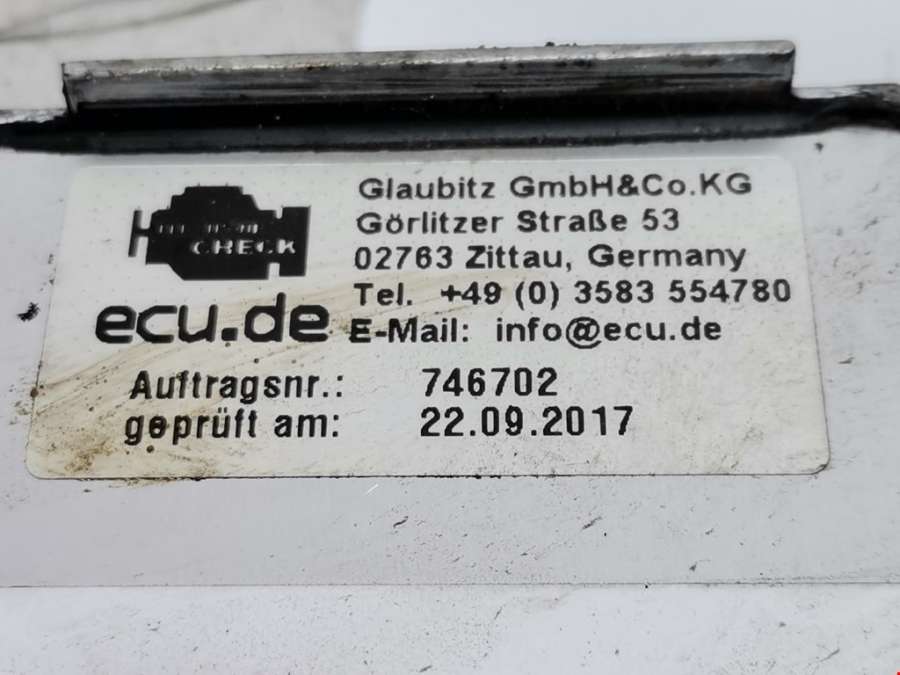 Glaubitz GmbH&Co.KG
Görlitzer Straße 53
02763 Zittau, Germany
Tel. +49 (0) 3583 554780
E-Mail: info@ecu.de
CHECK
ecu.de
Auftragsnr.: 746702
geprüft am: 22.09.2017